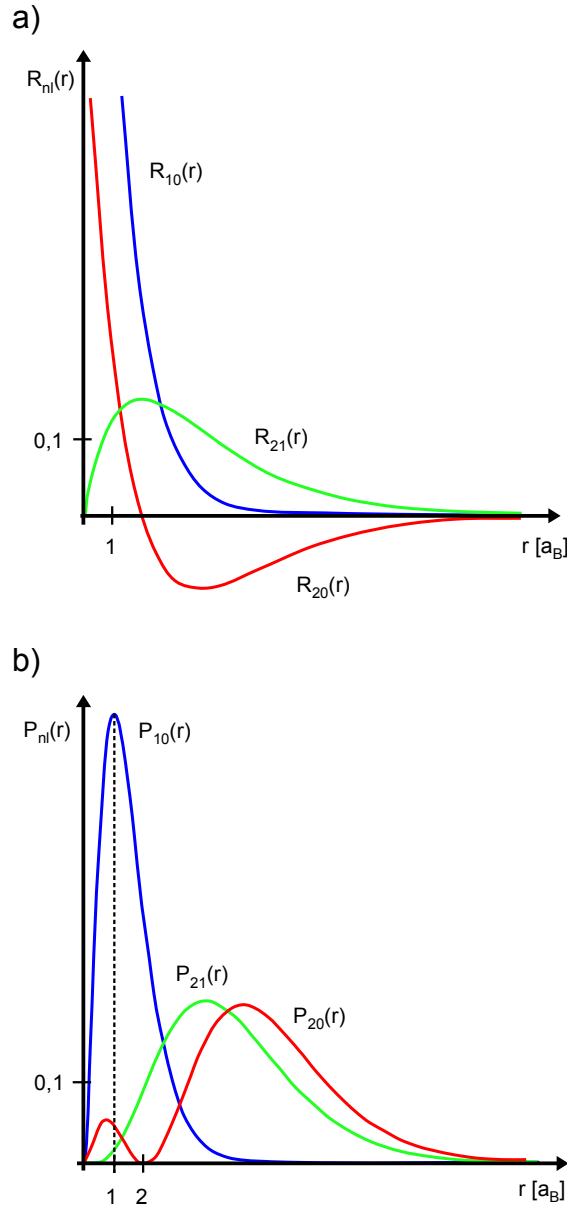 a)
Rnl(r)
R10(r)
R21(r)
0,1
1
r [aB]
R20(r)
b)
Pnl(r)
P10(r)
P21(r)
P20(r)
0,1
1
2
r [aB]